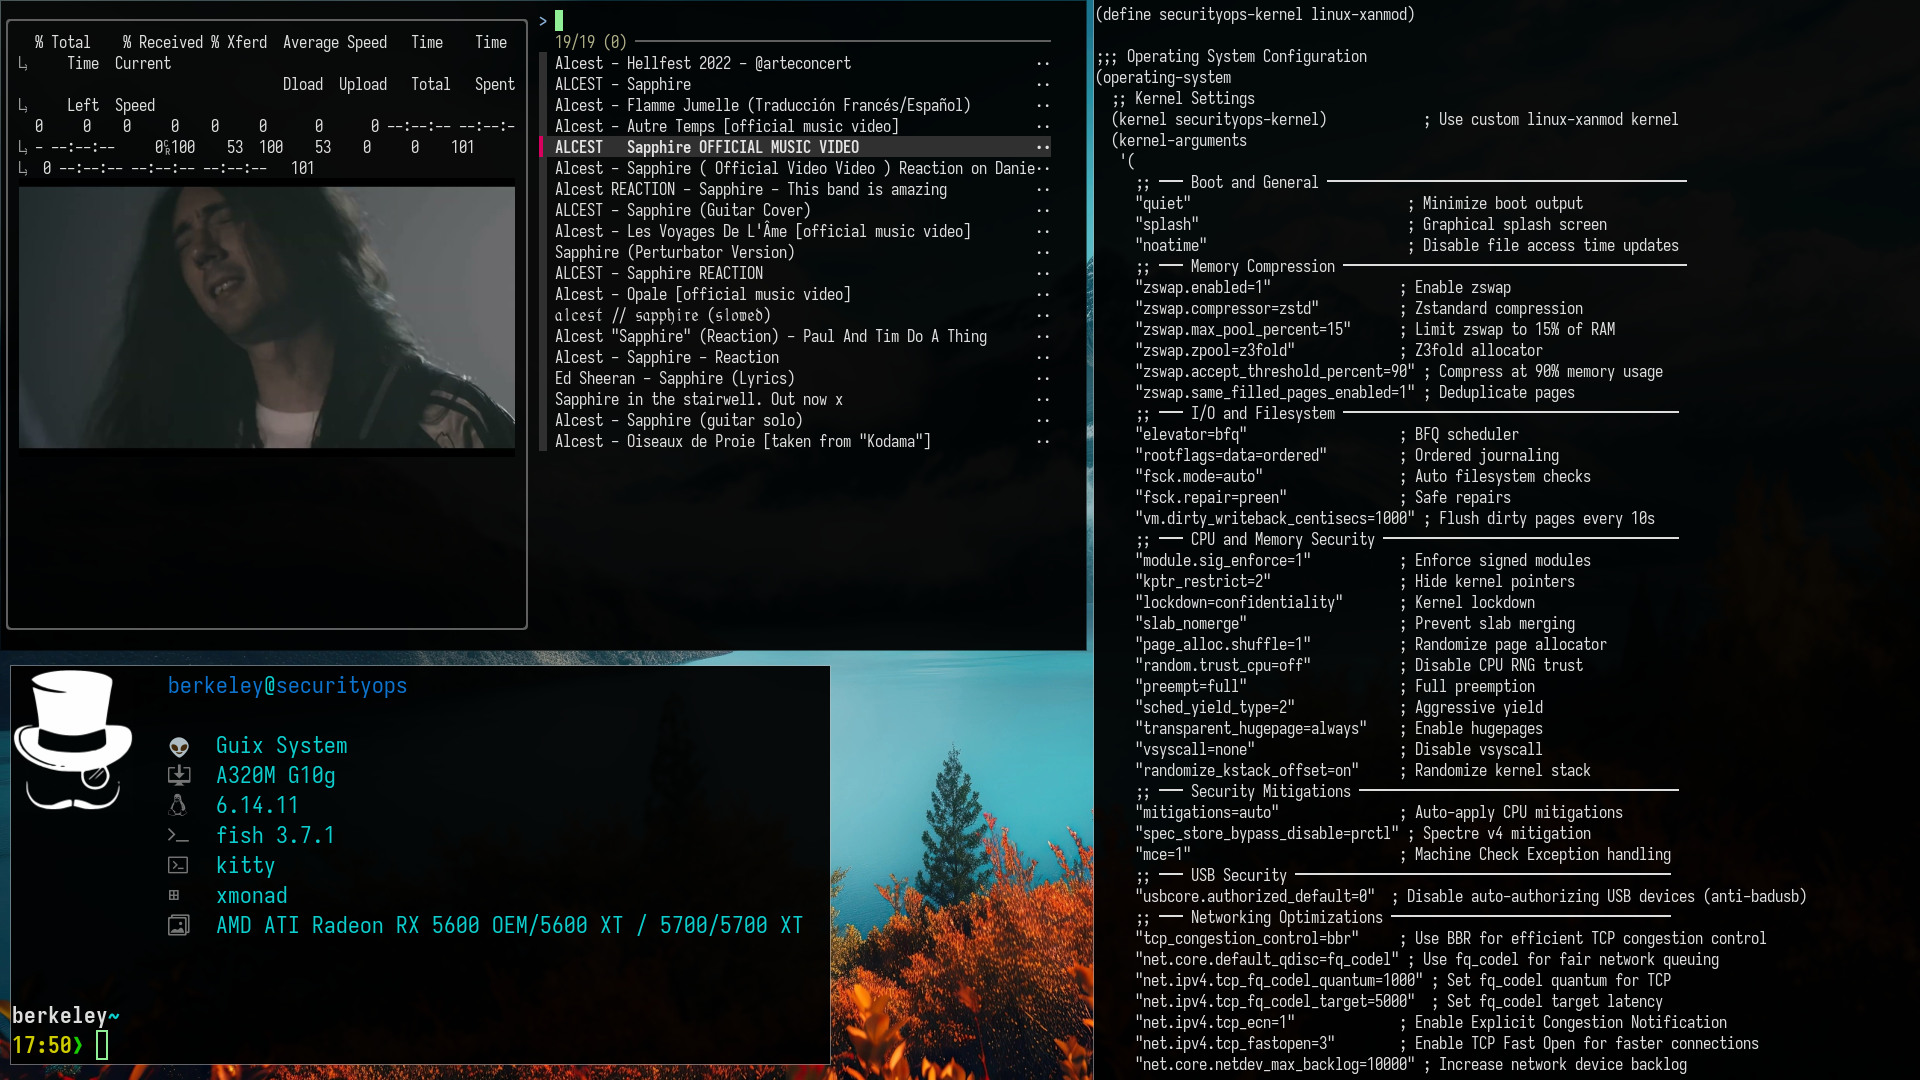 % Total    % Received % Xferd  Average Speed   Time    Time
↳     Time  Current
Dload  Upload   Total   Spent
↳     Left  Speed
0     0    0     0    0     0      0      0 --:--:-- --:--:-
↳ - --:--:--     0␍100    53  100    53    0     0    101
↳  0 --:--:-- --:--:-- --:--:--   101
>
19/19 (0)
Alcest - Hellfest 2022 - @arteconcert ··
ALCEST - Sapphire ··
Alcest - Flamme Jumelle (Traducción Francés/Español) ··
Alcest - Autre Temps [official music video] ··
ALCEST   Sapphire OFFICIAL MUSIC VIDEO ··
Alcest - Sapphire ( Official Video Video ) Reaction on Danie··
Alcest REACTION - Sapphire - This band is amazing ··
ALCEST - Sapphire (Guitar Cover) ··
Alcest - Les Voyages De L'Âme [official music video] ··
Sapphire (Perturbator Version) ··
ALCEST - Sapphire REACTION ··
Alcest - Opale [official music video] ··
𝔞𝔩𝔠𝔢𝔰𝔱 // 𝔰𝔞𝔭𝔭𝔥𝔦𝔯𝔢 (𝔰𝔩𝔬𝔴𝔢𝔡) ··
Alcest "Sapphire" (Reaction) - Paul And Tim Do A Thing ··
Alcest - Sapphire - Reaction ··
Ed Sheeran - Sapphire (Lyrics) ··
Sapphire in the stairwell. Out now x ··
Alcest - Sapphire (guitar solo) ··
Alcest - Oiseaux de Proie [taken from "Kodama"] ··
berkeley@securityops
Guix System
A320M G10g
6.14.11
fish 3.7.1
kitty
xmonad
AMD ATI Radeon RX 5600 OEM/5600 XT / 5700/5700 XT
berkeley~
17:50❯
(define securityops-kernel linux-xanmod)
;;; Operating System Configuration
(operating-system
;; Kernel Settings
(kernel securityops-kernel)            ; Use custom linux-xanmod kernel
(kernel-arguments
'(
;; ── Boot and General ──
"quiet"                           ; Minimize boot output
"splash"                          ; Graphical splash screen
"noatime"                         ; Disable file access time updates
;; ── Memory Compression ──
"zswap.enabled=1"                ; Enable zswap
"zswap.compressor=zstd"          ; Zstandard compression
"zswap.max_pool_percent=15"      ; Limit zswap to 15% of RAM
"zswap.zpool=z3fold"             ; Z3fold allocator
"zswap.accept_threshold_percent=90" ; Compress at 90% memory usage
"zswap.same_filled_pages_enabled=1" ; Deduplicate pages
;; ── I/O and Filesystem ──
"elevator=bfq"                   ; BFQ scheduler
"rootflags=data=ordered"         ; Ordered journaling
"fsck.mode=auto"                 ; Auto filesystem checks
"fsck.repair=preen"              ; Safe repairs
"vm.dirty_writeback_centisecs=1000" ; Flush dirty pages every 10s
;; ── CPU and Memory Security ──
"module.sig_enforce=1"           ; Enforce signed modules
"kptr_restrict=2"                ; Hide kernel pointers
"lockdown=confidentiality"       ; Kernel lockdown
"slab_nomerge"                   ; Prevent slab merging
"page_alloc.shuffle=1"           ; Randomize page allocator
"random.trust_cpu=off"           ; Disable CPU RNG trust
"preempt=full"                   ; Full preemption
"sched_yield_type=2"             ; Aggressive yield
"transparent_hugepage=always"    ; Enable hugepages
"vsyscall=none"                  ; Disable vsyscall
"randomize_kstack_offset=on"     ; Randomize kernel stack
;; ── Security Mitigations ──
"mitigations=auto"               ; Auto-apply CPU mitigations
"spec_store_bypass_disable=prctl" ; Spectre v4 mitigation
"mce=1"                          ; Machine Check Exception handling
;; ── USB Security ──
"usbcore.authorized_default=0"  ; Disable auto-authorizing USB devices (anti-badusb)
;; ── Networking Optimizations ──
"tcp_congestion_control=bbr"     ; Use BBR for efficient TCP congestion control
"net.core.default_qdisc=fq_codel" ; Use fq_codel for fair network queuing
"net.ipv4.tcp_fq_codel_quantum=1000" ; Set fq_codel quantum for TCP
"net.ipv4.tcp_fq_codel_target=5000"  ; Set fq_codel target latency
"net.ipv4.tcp_ecn=1"             ; Enable Explicit Congestion Notification
"net.ipv4.tcp_fastopen=3"        ; Enable TCP Fast Open for faster connections
"net.core.netdev_max_backlog=10000" ; Increase network device backlog